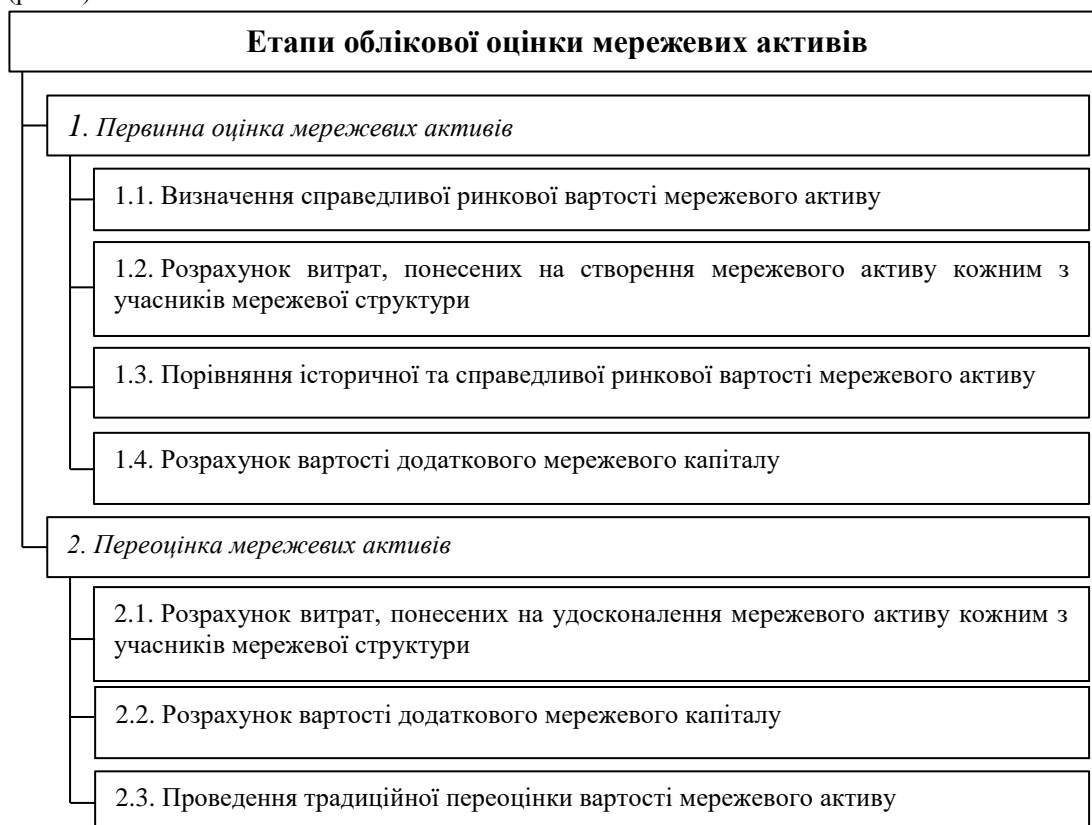 Етапи облікової оцінки мережевих активів
1. Первинна оцінка мережевих активів
1.1. Визначення справедливої ринкової вартості мережевого активу
1.2. Розрахунок витрат, понесених на створення мережевого активу кожним з
учасників мережевої структури
1.3. Порівняння історичної та справедливої ринкової вартості мережевого активу
1.4. Розрахунок вартості додаткового мережевого капіталу
2. Переоцінка мережевих активів
2.1. Розрахунок витрат, понесених на удосконалення мережевого активу кожним з
учасників мережевої структури
2.2. Розрахунок вартості додаткового мережевого капіталу
2.3. Проведення традиційної переоцінки вартості мережевого активу